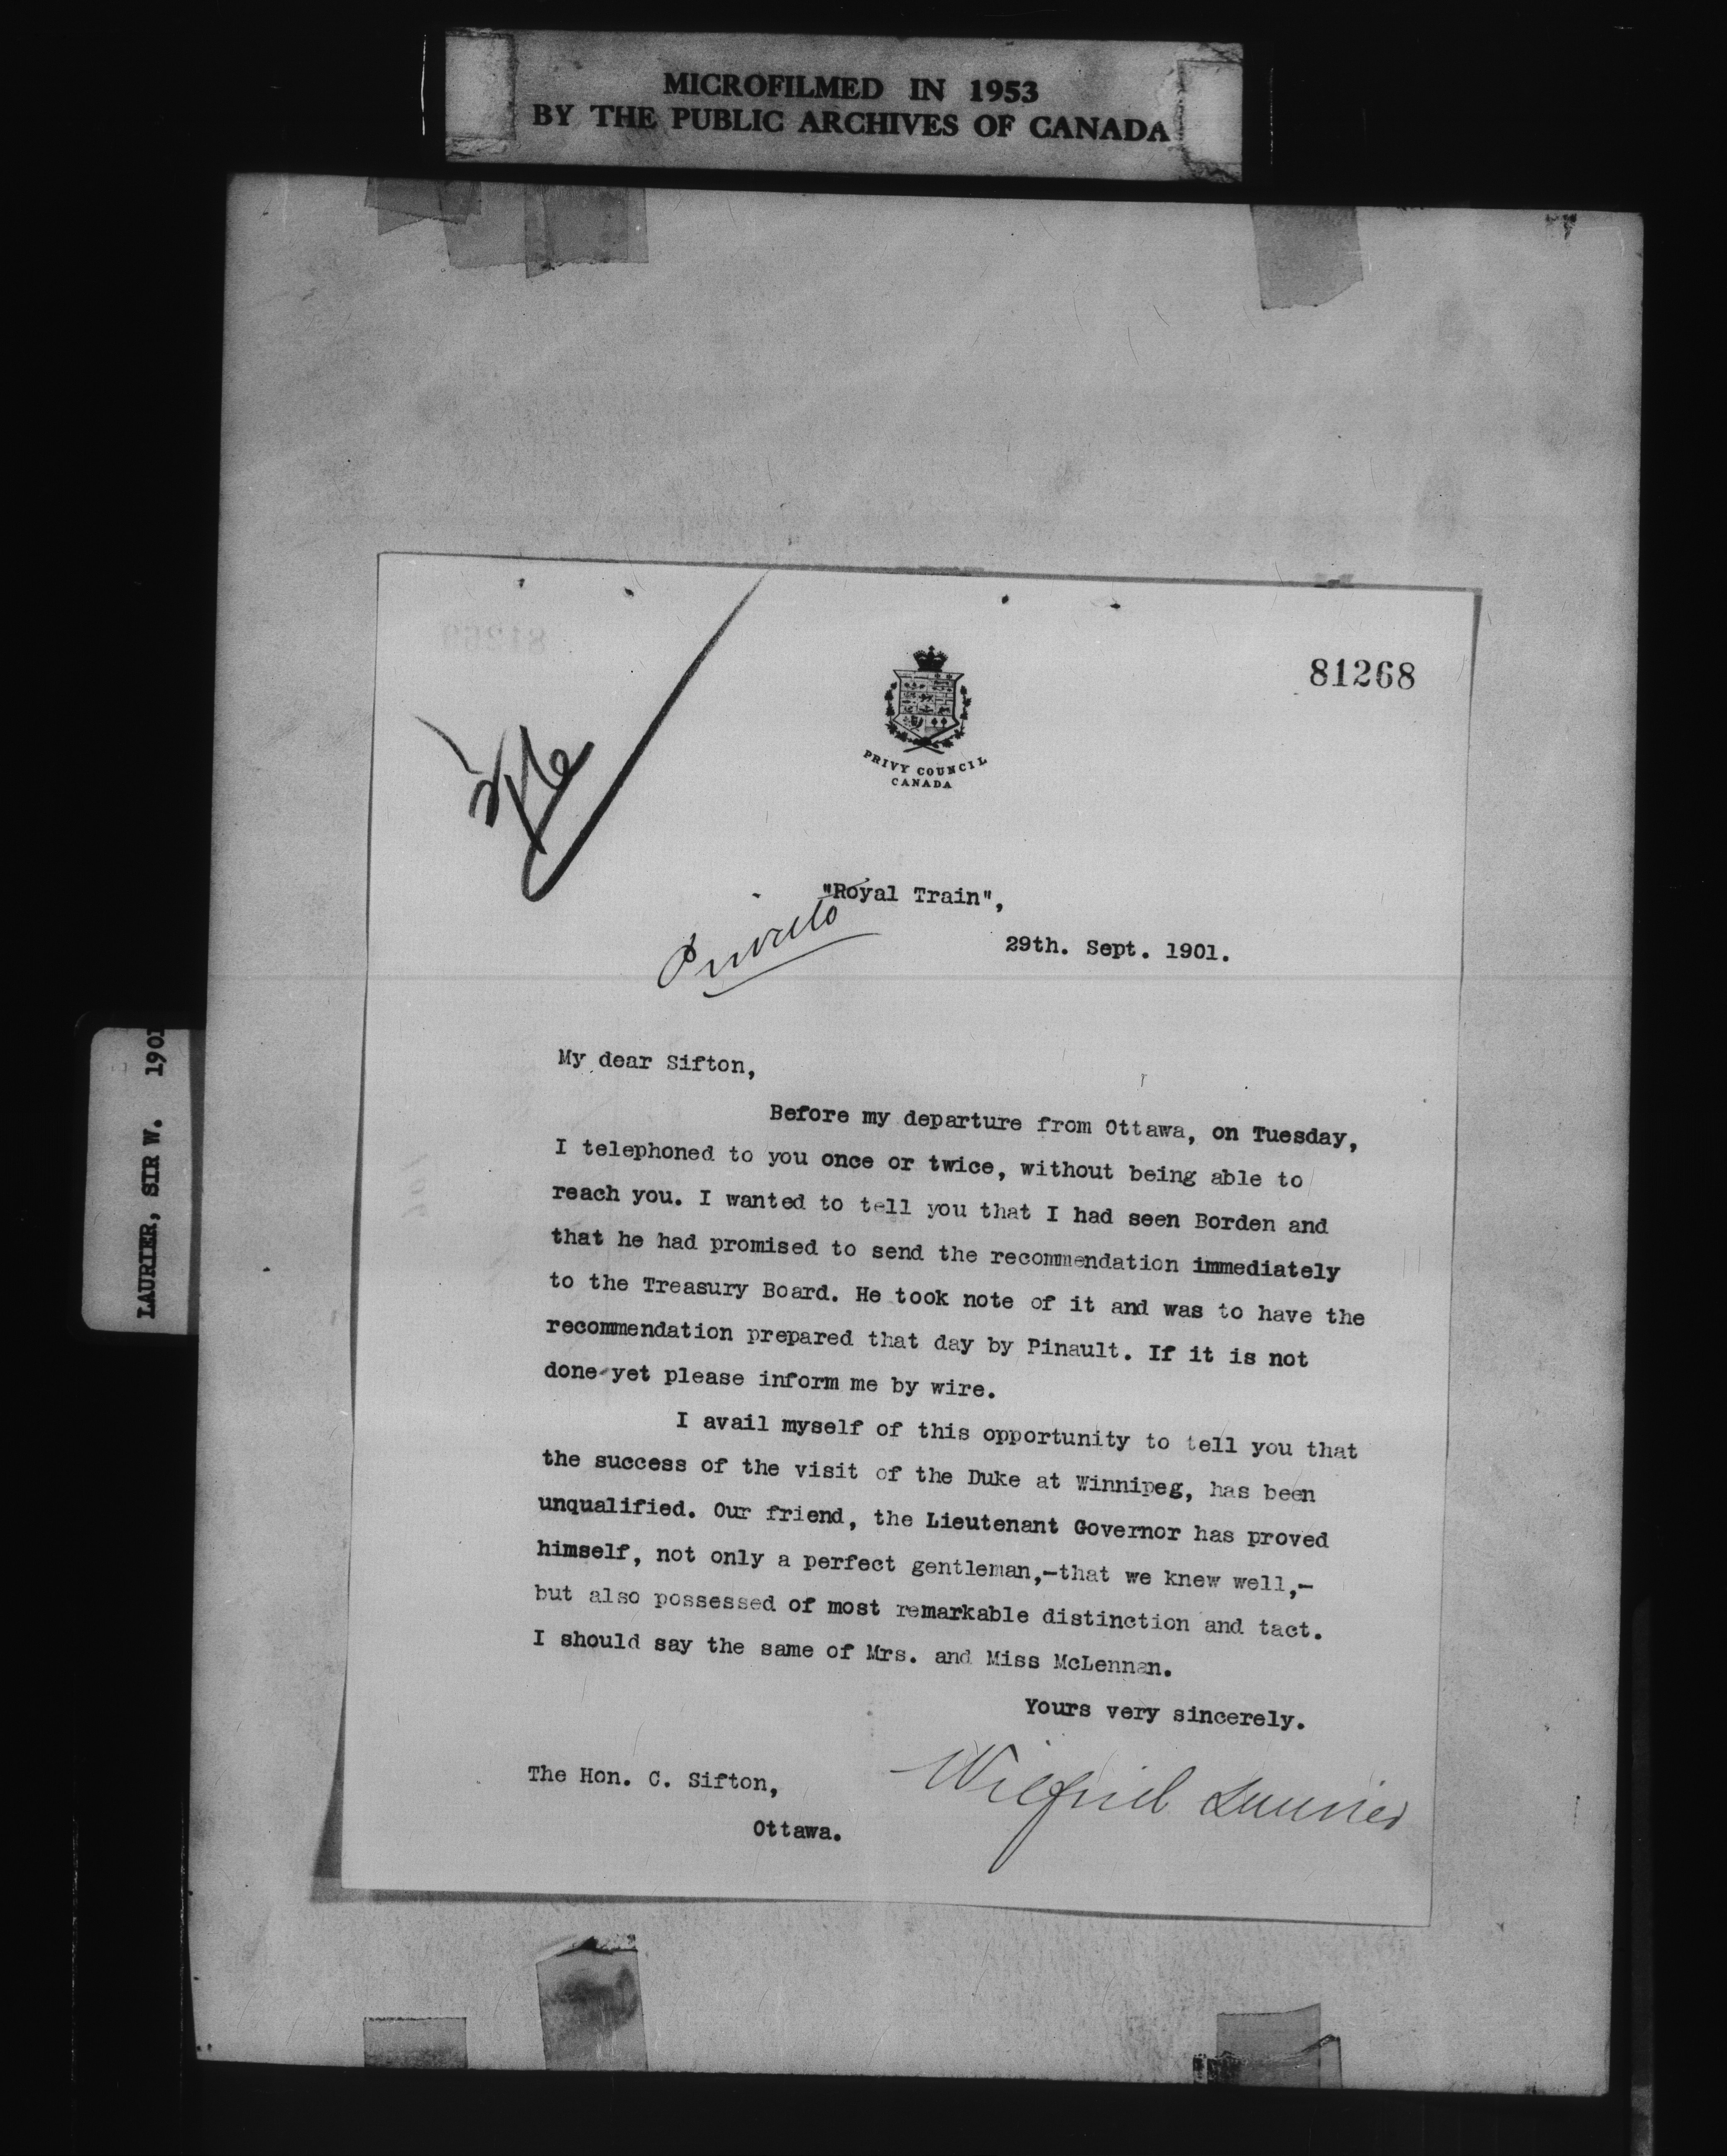 MICROFILMED IN 1953
BY THE PUBLIC ARCHIVES OF CANADA
LAURIER, SIR W. 1901
81268
PRIVY COUNCIL
CANADA
"Royal Train",
Private
29th. Sept. 1901.
My dear Sifton,
Before my departure from Ottawa, on Tuesday,
I telephoned to you once or twice, without being able to
reach you. I wanted to tell you that I had seen Borden and
that he had promised to send the recommendation immediately
to the Treasury Board. He took note of it and was to have the
recommendation prepared that day by Pinault. If it is not
done yet please inform me by wire.
I avail myself of this opportunity to tell you that
the success of the visit of the Duke at Winnipeg, has been
unqualified. Our friend, the Lieutenant Governor has proved
himself, not only a perfect gentleman,-that we knew well,-
but also possessed of most remarkable distinction and tact.
I should say the same of Mrs. and Miss McLennan.
Yours very sincerely.
Wilfrid Laurier
The Hon. C. Sifton,
Ottawa.